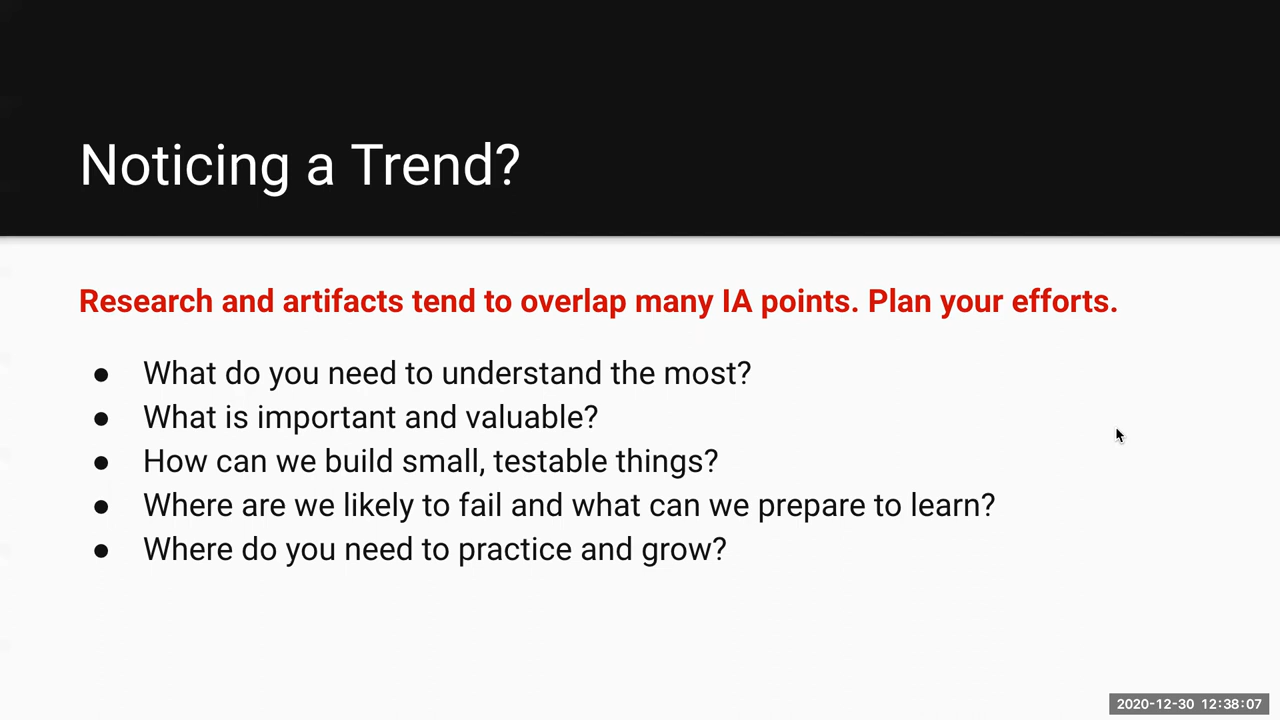 Noticing a Trend?
Research and artifacts tend to overlap many IA points. Plan your efforts.
● What do you need to understand the most?
● What is important and valuable?
● How can we build small, testable things?
● Where are we likely to fail and what can we prepare to learn?
● Where do you need to practice and grow?
2020-12-30 12:38:07